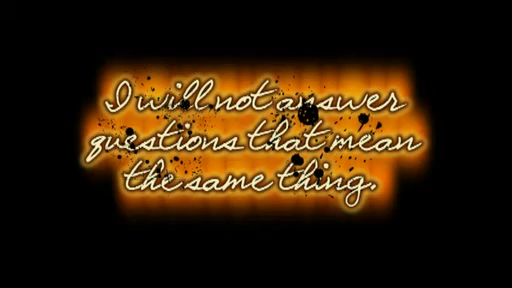 I will not answer
questions that mean
the same thing.